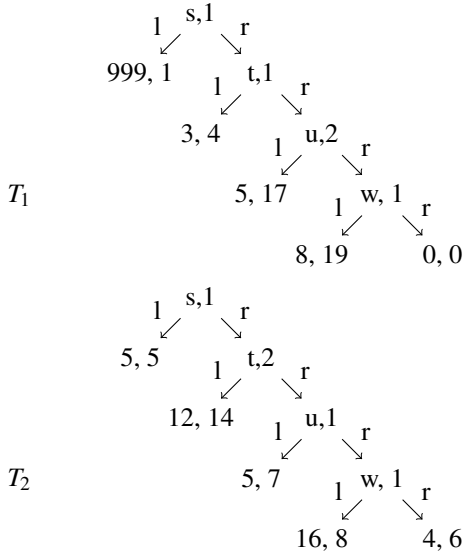 s,1
l r
999, 1 t,1
l r
3, 4 u,2
l r
T1 5, 17 w, 1
l r
8, 19 0, 0
s,1
l r
5, 5 t,2
l r
12, 14 u,1
l r
T2 5, 7 w, 1
l r
16, 8 4, 6